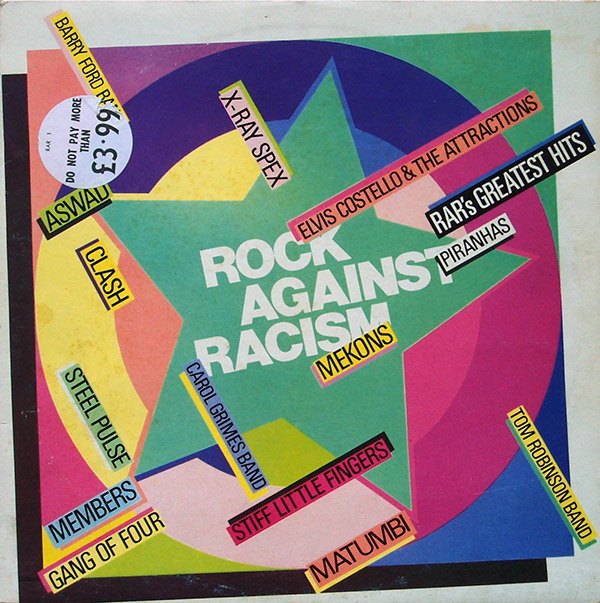 BARRY FORD
RAR 1
DO NOT PAY MORE
THAN
£3.99
X-RAY SPEX
ELVIS COSTELLO & THE ATTRACTIONS
RAR's GREATEST HITS
PIRANHAS
ASWAD
CLASH
ROCK
AGAINST
RACISM
MEKONS
STEEL PULSE
CAROL GRIMES BAND
MEMBERS
GANG OF FOUR
STIFF LITTLE FINGERS
MATUMBI
TOM ROBINSON BAND